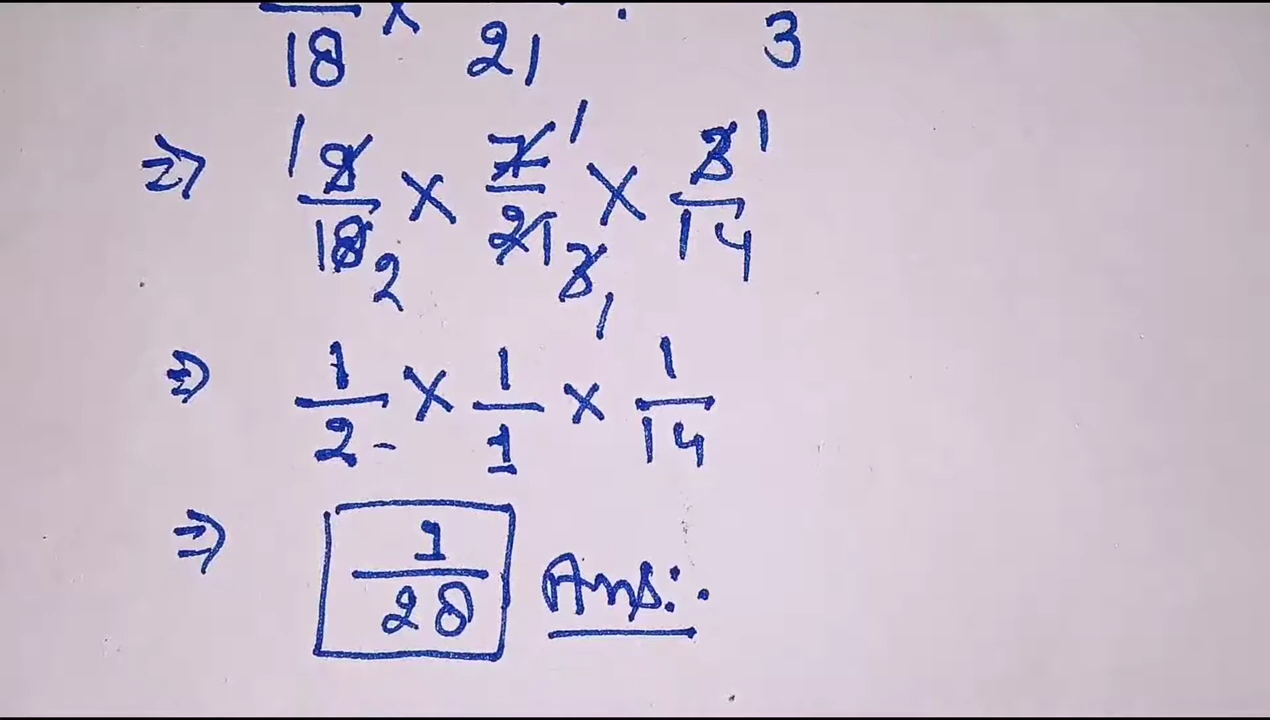 18 × 21 3
⇒ 9/18 × 7/21 × 3/14
⇒ 1/2 × 1/1 × 1/14
⇒ 1/28 Ans:.